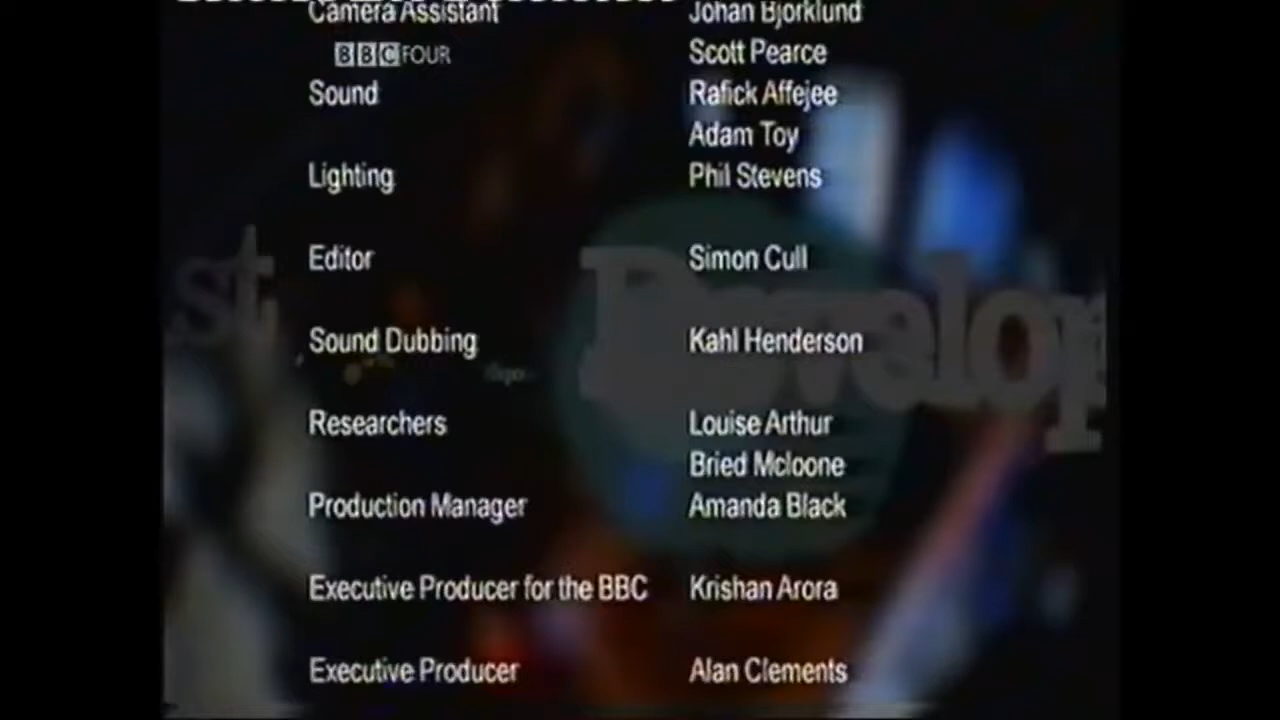 Camera Assistant Johan Bjorklund
BBC FOUR Scott Pearce
Sound Rafick Affejee
Adam Toy
Lighting Phil Stevens
Editor Simon Cull
st Develop
Sound Dubbing Kahl Henderson
Researchers Louise Arthur
Bried Mcloone
Production Manager Amanda Black
Executive Producer for the BBC Krishan Arora
Executive Producer Alan Clements